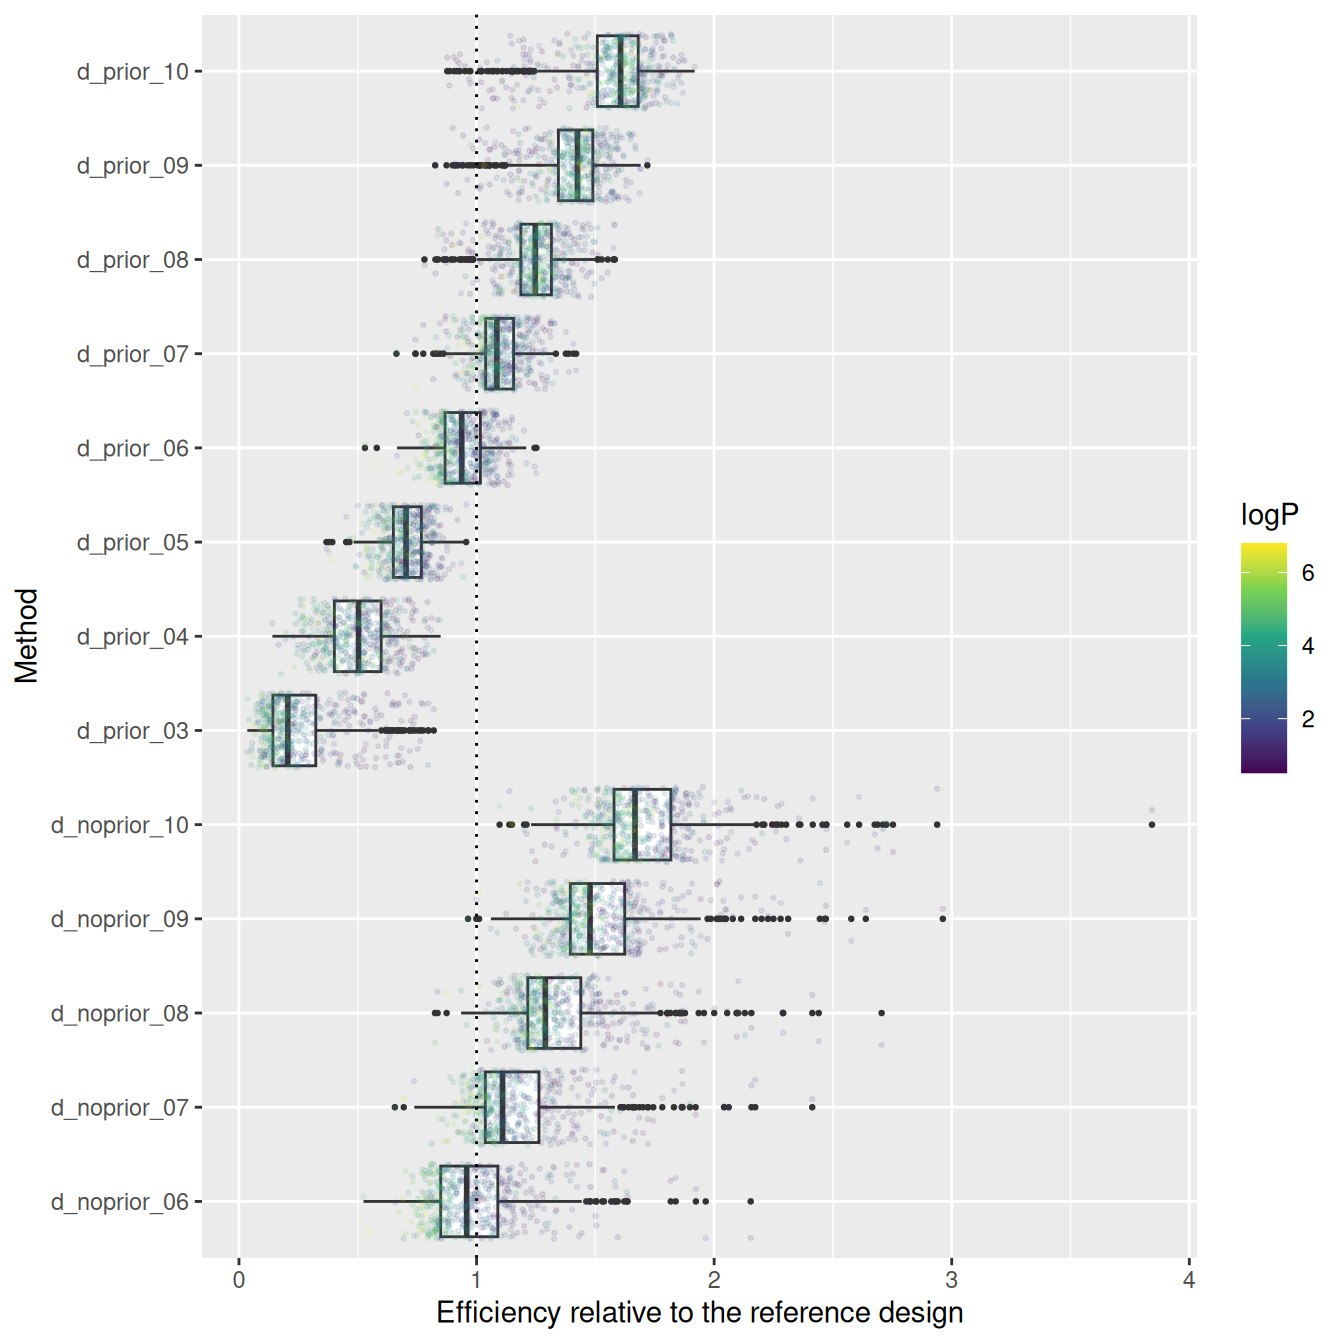 d_prior_10
d_prior_09
d_prior_08
d_prior_07
d_prior_06
d_prior_05
d_prior_04
d_prior_03
d_noprior_10
d_noprior_09
d_noprior_08
d_noprior_07
d_noprior_06
Method
0 1 2 3 4
Efficiency relative to the reference design
logP
6
4
2